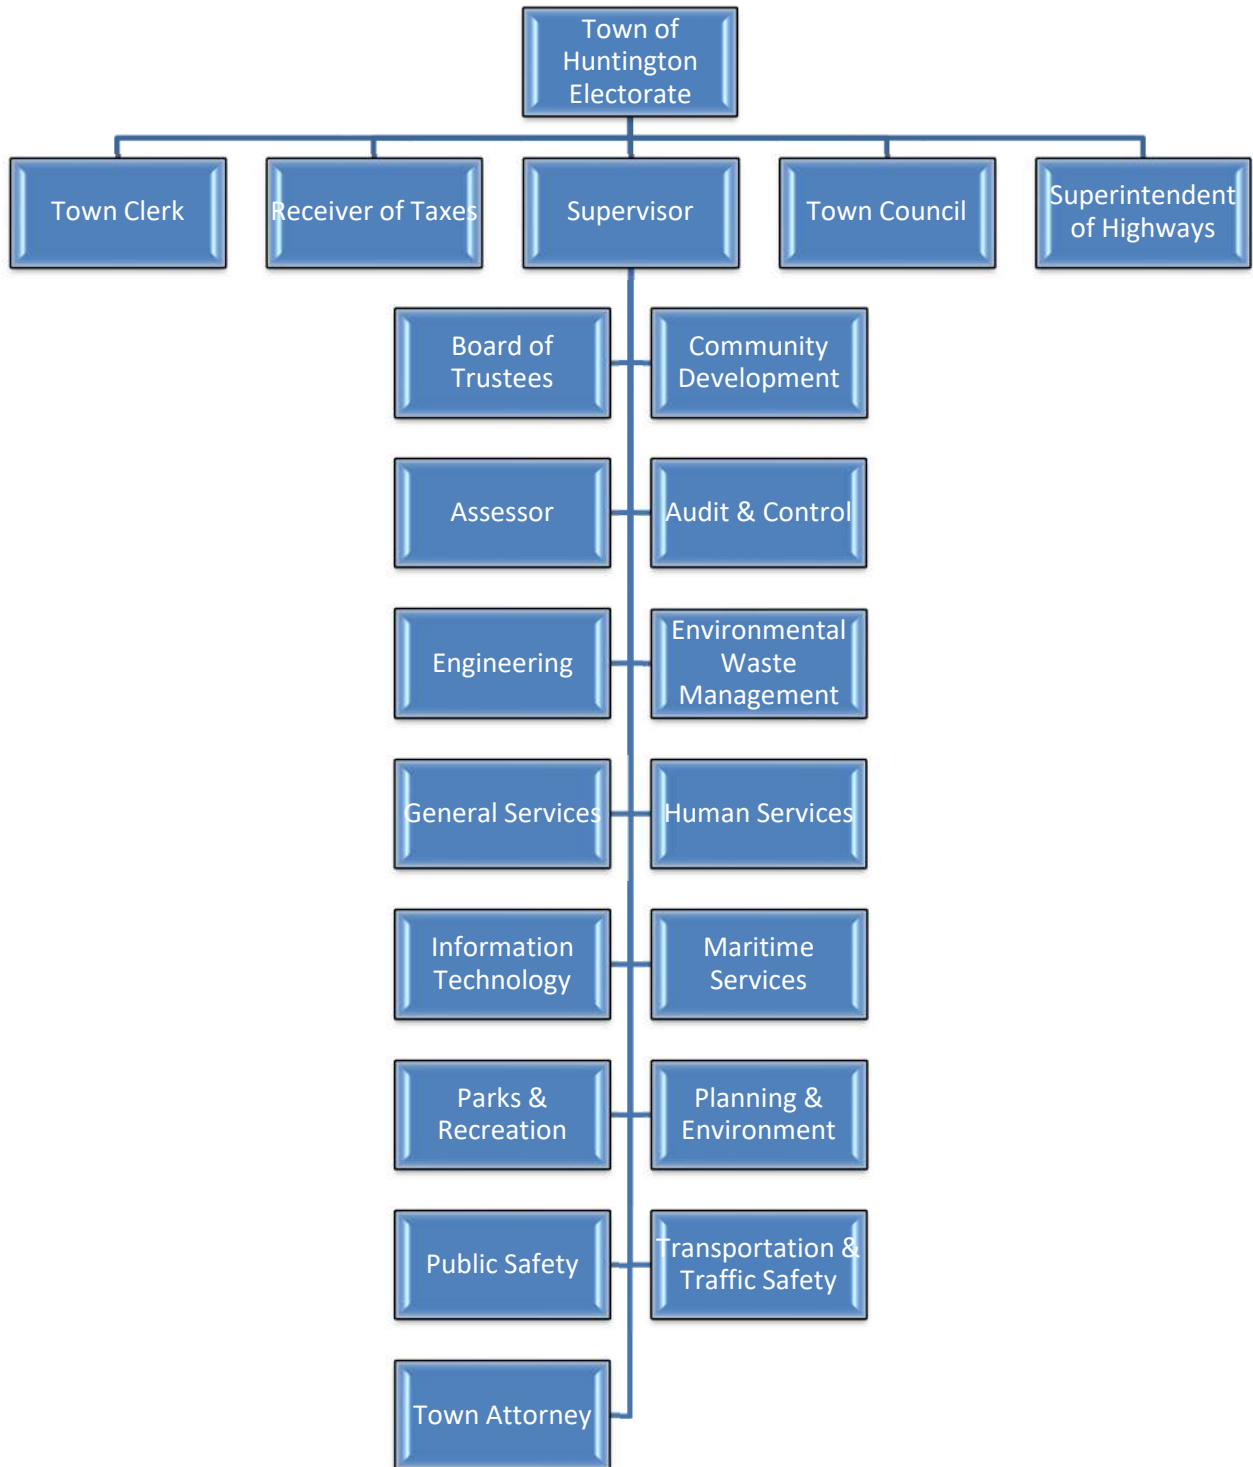 Town of
Huntington
Electorate
Town Clerk
Receiver of Taxes
Supervisor
Town Council
Superintendent
of Highways
Board of
Trustees
Community
Development
Assessor
Audit & Control
Engineering
Environmental
Waste
Management
General Services
Human Services
Information
Technology
Maritime
Services
Parks &
Recreation
Planning &
Environment
Public Safety
Transportation &
Traffic Safety
Town Attorney